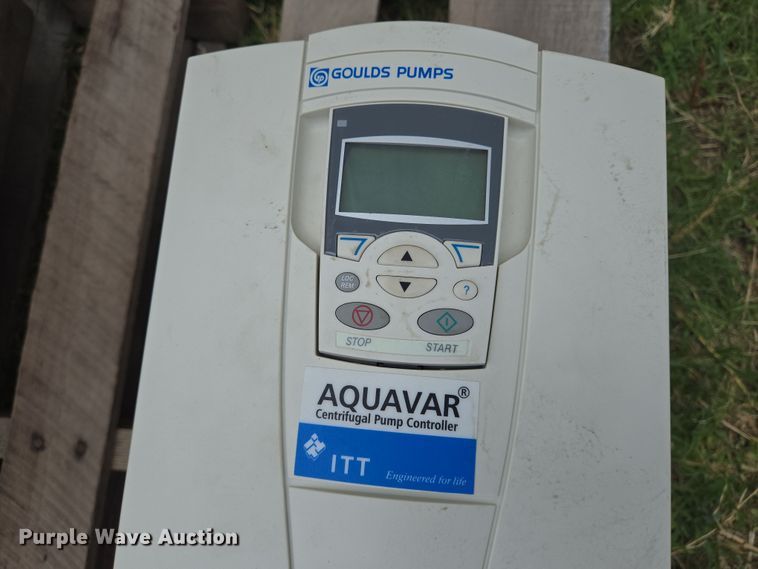 GOULDS PUMPS
LOC
REM
?
STOP START
AQUAVAR®
Centrifugal Pump Controller
ITT Engineered for life
Purple Wave Auction